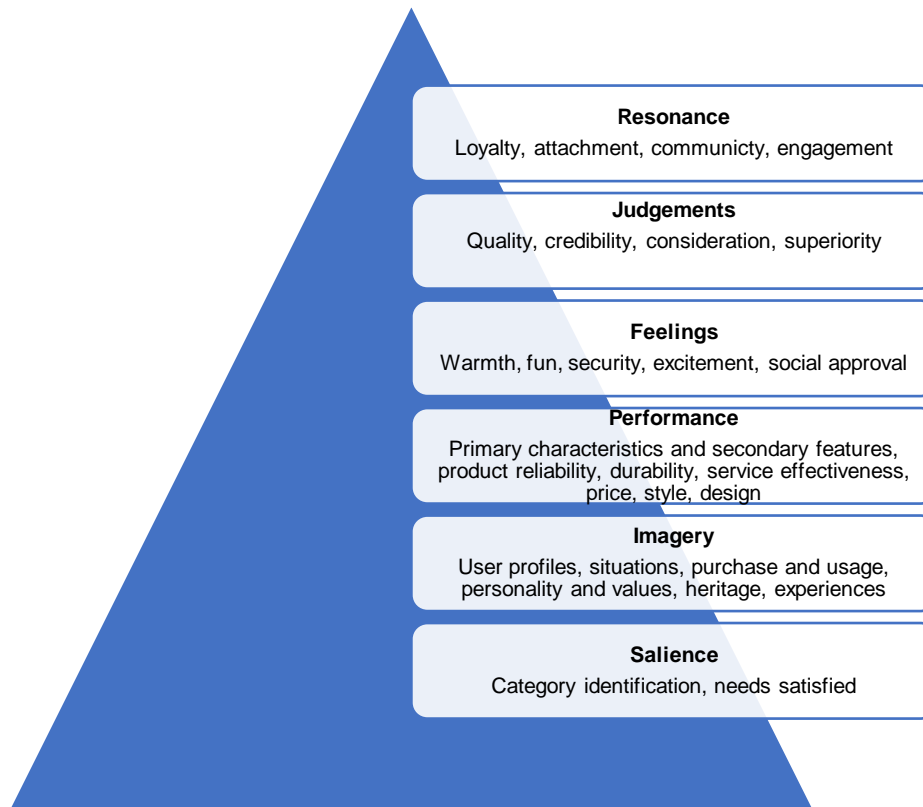 Resonance
Loyalty, attachment, communicty, engagement
Judgements
Quality, credibility, consideration, superiority
Feelings
Warmth, fun, security, excitement, social approval
Performance
Primary characteristics and secondary features,
product reliability, durability, service effectiveness,
price, style, design
Imagery
User profiles, situations, purchase and usage,
personality and values, heritage, experiences
Salience
Category identification, needs satisfied